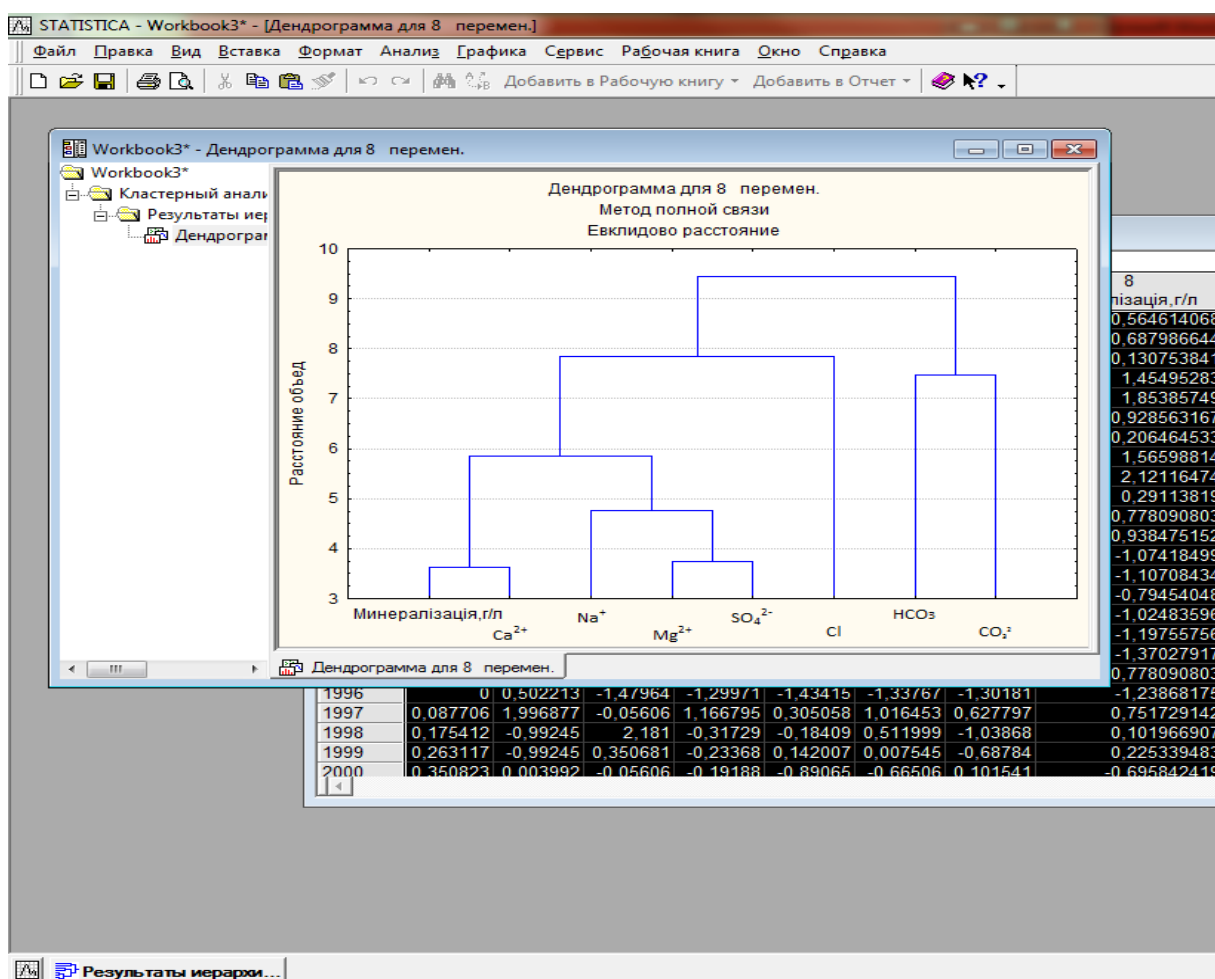 STATISTICA - Workbook3* - [Дендрограмма для 8 перемен.]
Файл Правка Вид Вставка Формат Анализ Графика Сервис Рабочая книга Окно Справка
Добавить в Рабочую книгу Добавить в Отчет
Workbook3* - Дендрограмма для 8 перемен.
Workbook3*
Кластерный анали
Результаты иер
Дендрограм
Дендрограмма для 8 перемен.
Метод полной связи
Евклидово расстояние
Расстояние объед
10
9
8
7
6
5
4
3
Минералізація,г/л Na⁺ SO₄²⁻ HCO₃
Ca²⁺ Mg²⁺ Cl CO₃²
Дендрограмма для 8 перемен.
8
лізація,г/л
0,564614068
0,687986644
0,130753841
1,45495283
1,85385749
0,928563167
0,206464533
1,56598814
2,12116474
0,29113819
0,778090803
0,938475152
-1,07418499
-1,10708434
-0,79454048
-1,02483596
-1,19755756
-1,37027917
0,778090803
1996 0 0,502213 -1,47964 -1,29971 -1,43415 -1,33767 -1,30181 -1,23868175
1997 0,087706 1,996877 -0,05606 1,166795 0,305058 1,016453 0,627797 0,751729142
1998 0,175412 -0,99245 2,181 -0,31729 -0,18409 0,511999 -1,03868 0,101966907
1999 0,263117 -0,99245 0,350681 -0,23368 0,142007 0,007545 -0,68784 0,225339483
2000 0,350823 0,003992 -0,05606 -0,19188 -0,89065 -0,66506 0,101541 -0,695842419
Результаты иерархи...